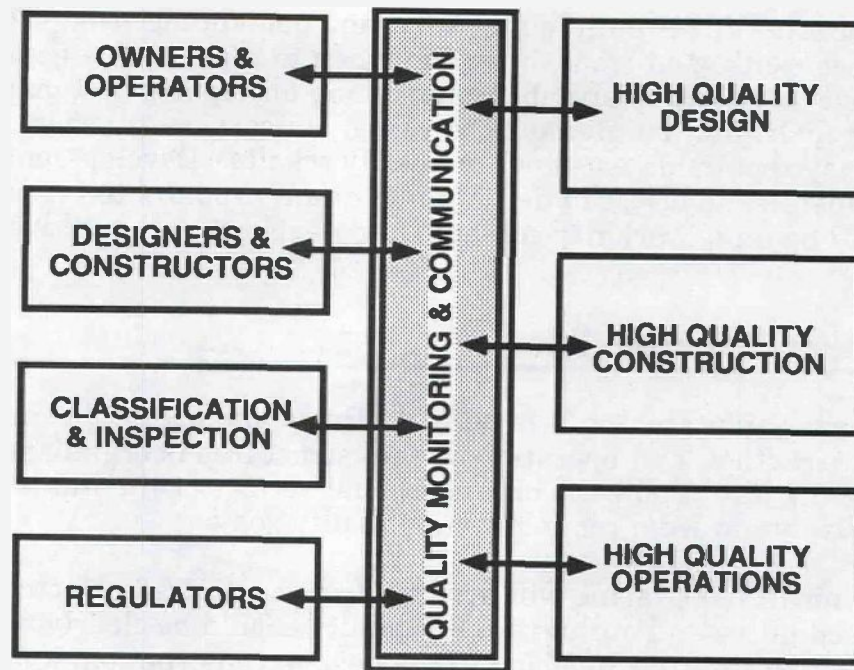 OWNERS &
OPERATORS
DESIGNERS &
CONSTRUCTORS
CLASSIFICATION
& INSPECTION
REGULATORS
QUALITY MONITORING & COMMUNICATION
HIGH QUALITY
DESIGN
HIGH QUALITY
CONSTRUCTION
HIGH QUALITY
OPERATIONS